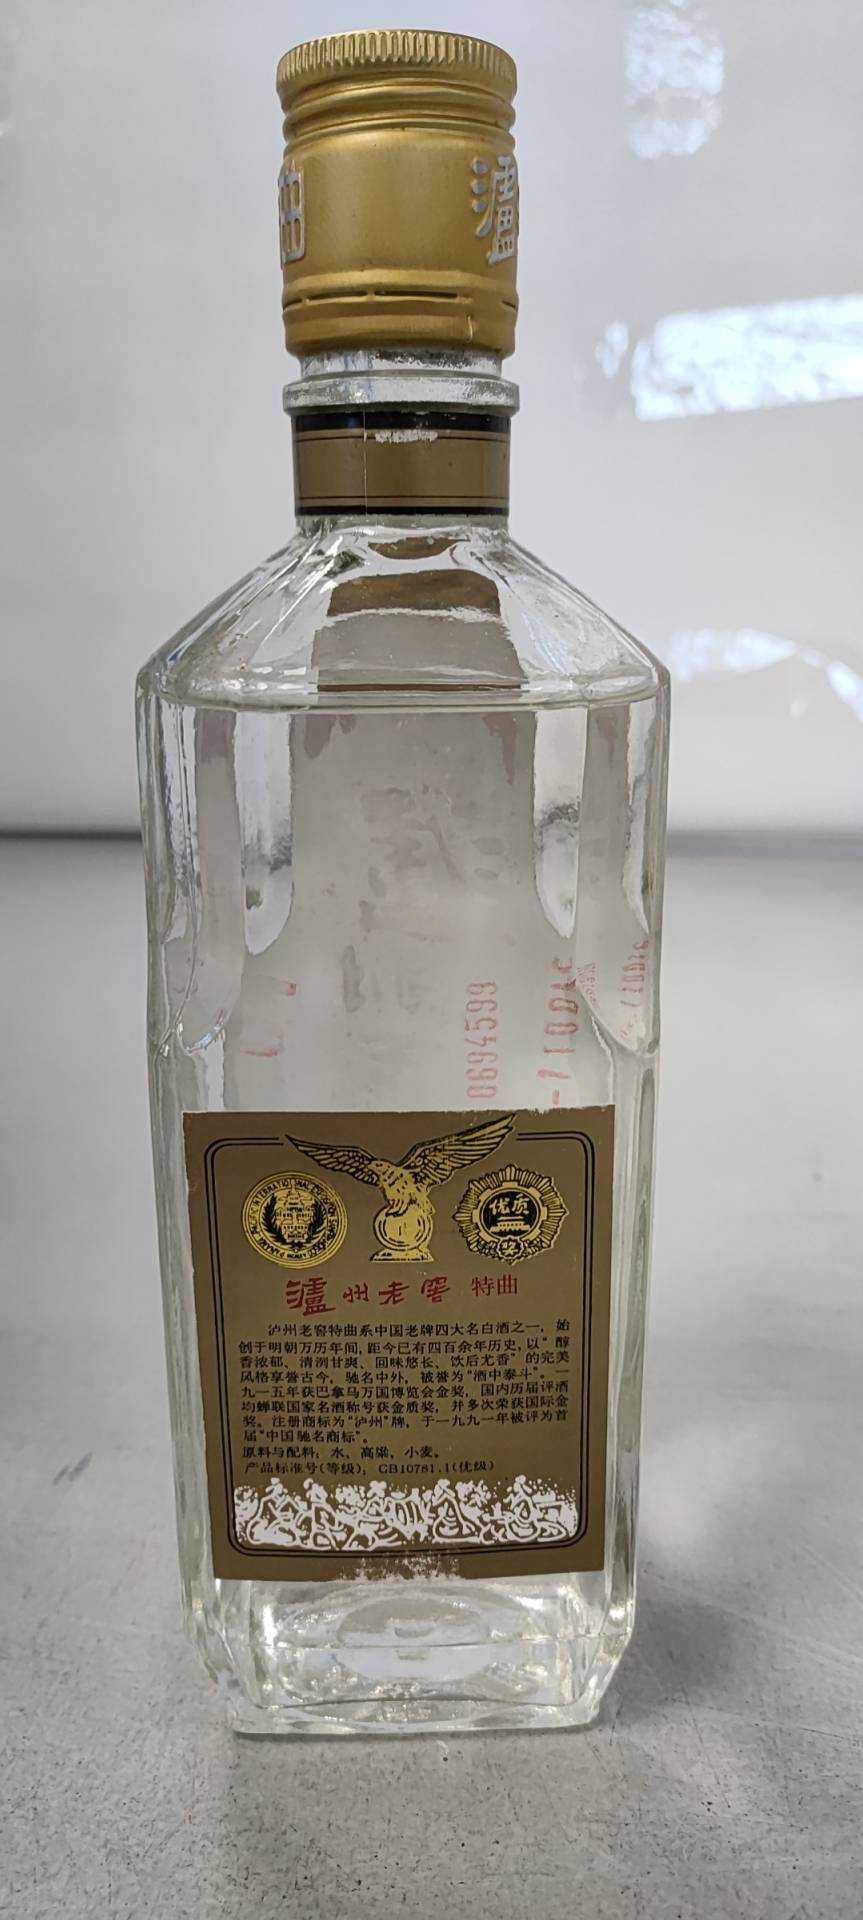 曲 瀘
0694599
优质
奖
瀘州老窖 特曲
泸州老窖特曲系中国老牌四大名白酒之一，始
创于明朝万历年间，距今已有四百余年历史，以“醇
香浓郁、清洌甘爽、回味悠长、饮后尤香”的完美
风格享誉古今，驰名中外，被誉为“酒中泰斗”。一
九一五年获巴拿马万国博览会金奖，国内历届评酒
均蝉联国家名酒称号获金质奖，并多次荣获国际金
奖。注册商标为“泸州”牌，于一九九一年被评为首
届“中国驰名商标”。
原料与配料：水、高粱、小麦。
产品标准号(等级)：GB10781.1(优级)